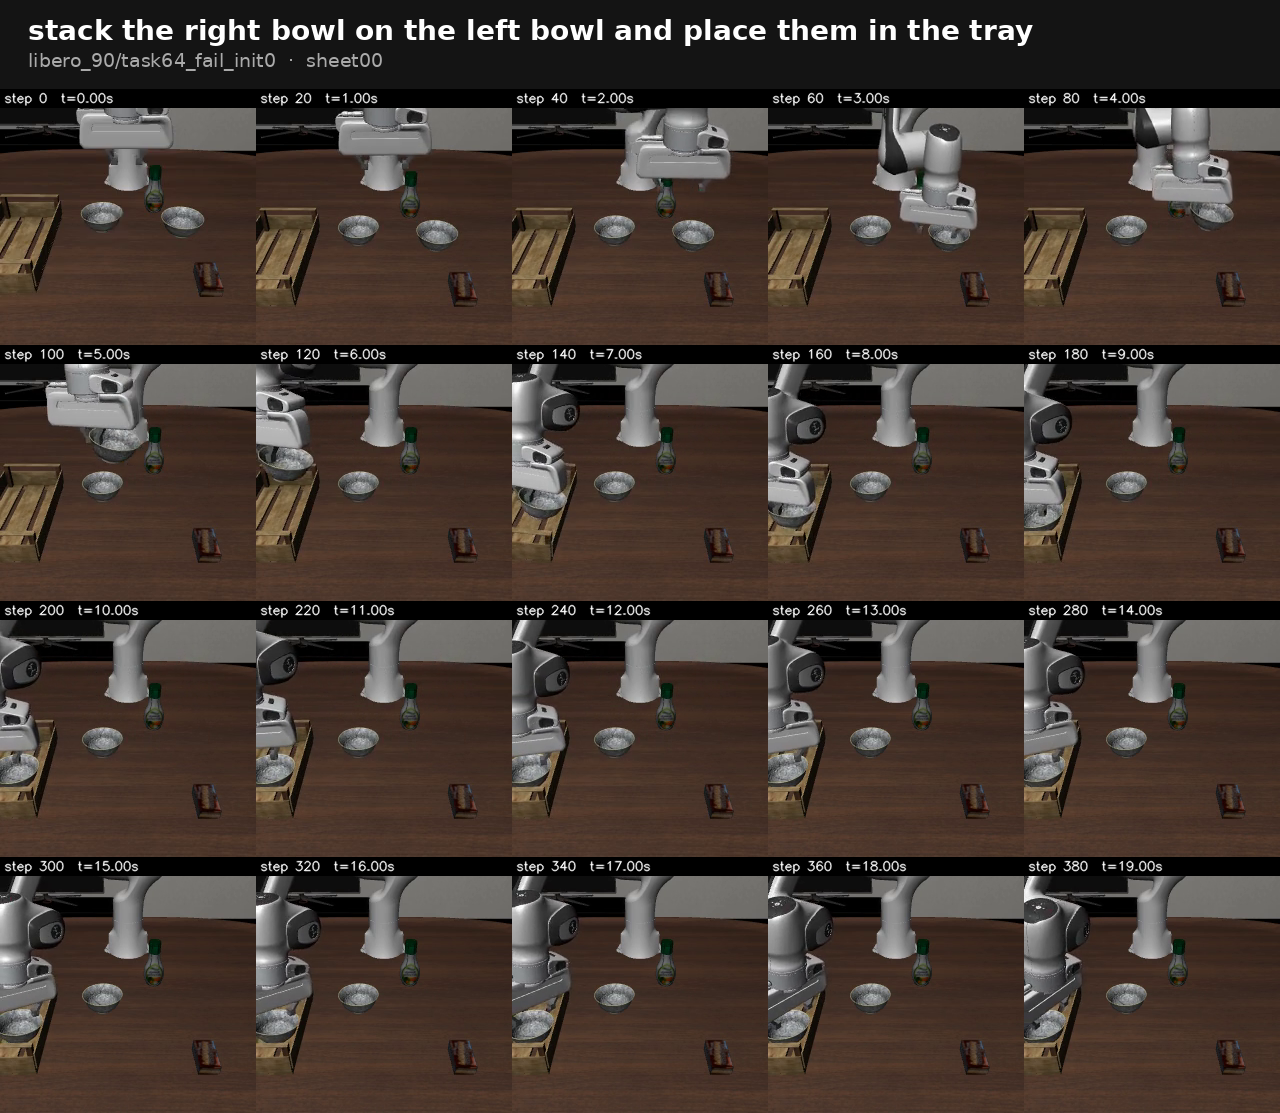 stack the right bowl on the left bowl and place them in the tray
libero_90/task64_fail_init0 · sheet00
step 0 t=0.00s
step 20 t=1.00s
step 40 t=2.00s
step 60 t=3.00s
step 80 t=4.00s
step 100 t=5.00s
step 120 t=6.00s
step 140 t=7.00s
step 160 t=8.00s
step 180 t=9.00s
step 200 t=10.00s
step 220 t=11.00s
step 240 t=12.00s
step 260 t=13.00s
step 280 t=14.00s
step 300 t=15.00s
step 320 t=16.00s
step 340 t=17.00s
step 360 t=18.00s
step 380 t=19.00s